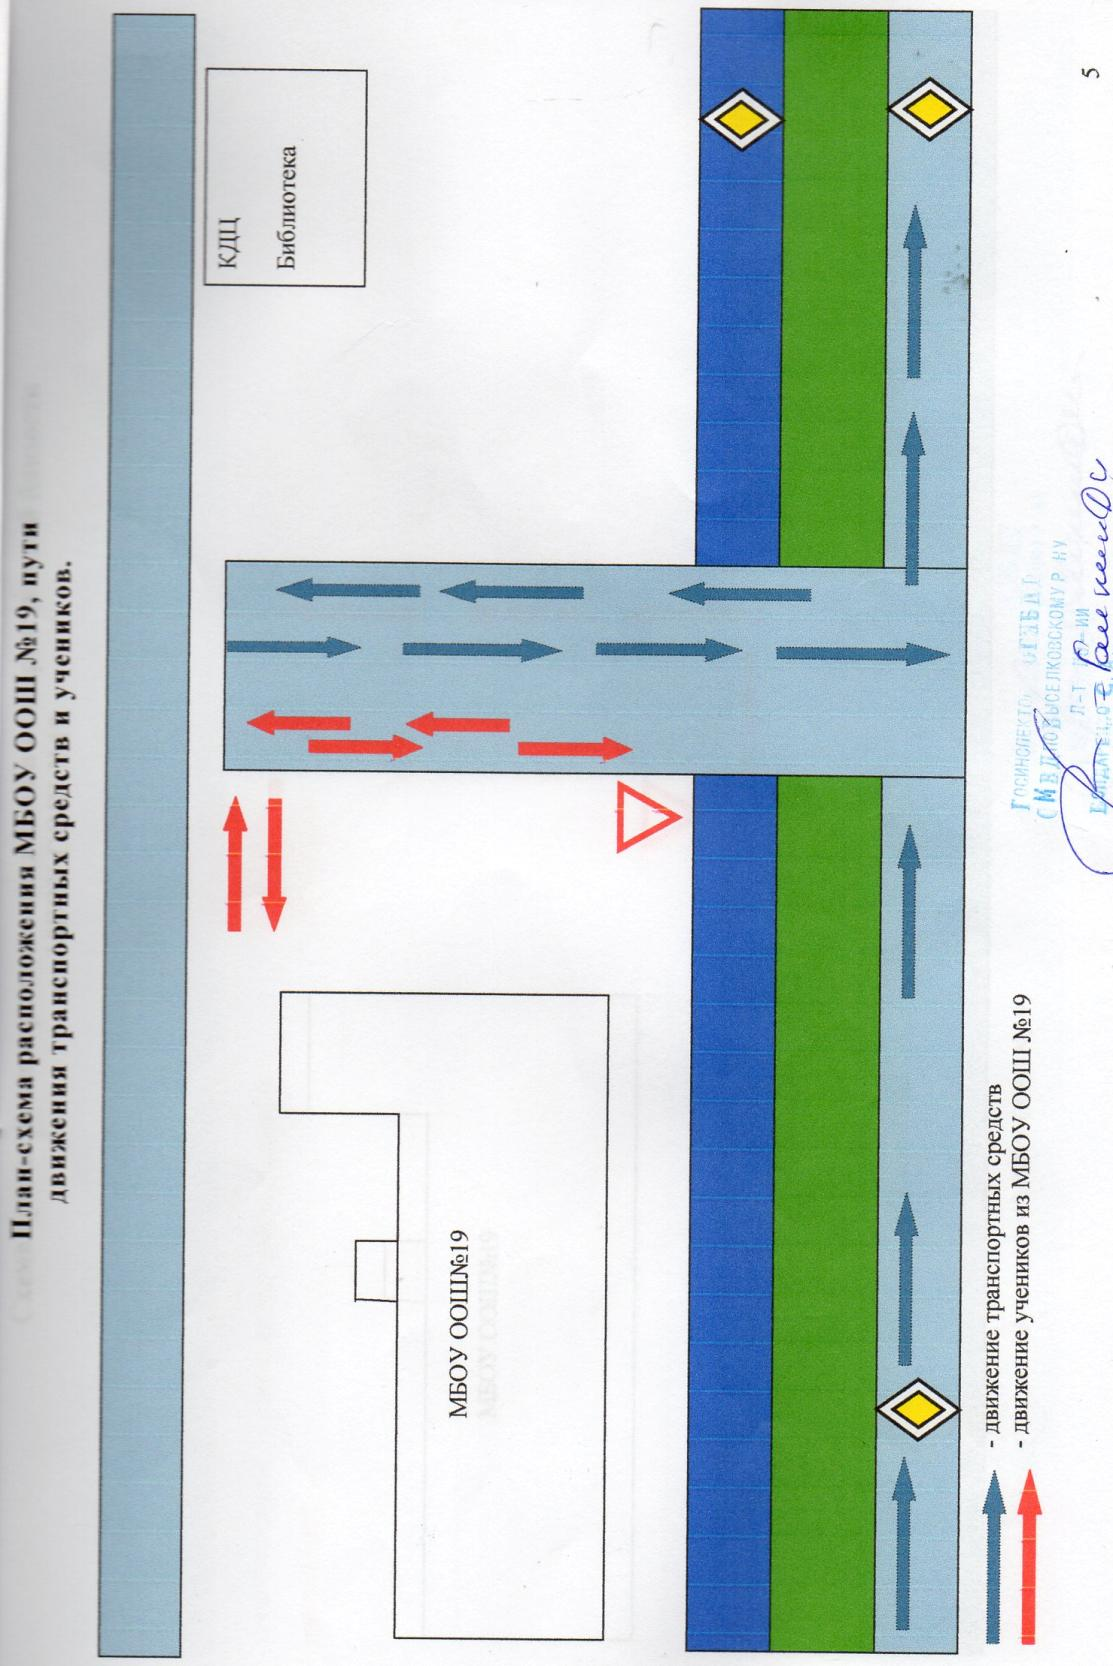 План-схема расположения МБОУ ООШ №19, пути
движения транспортных средств и учеников.
КДЦ
Библиотека
МБОУ ООШ№19
- движение транспортных средств
- движение учеников из МБОУ ООШ №19
5